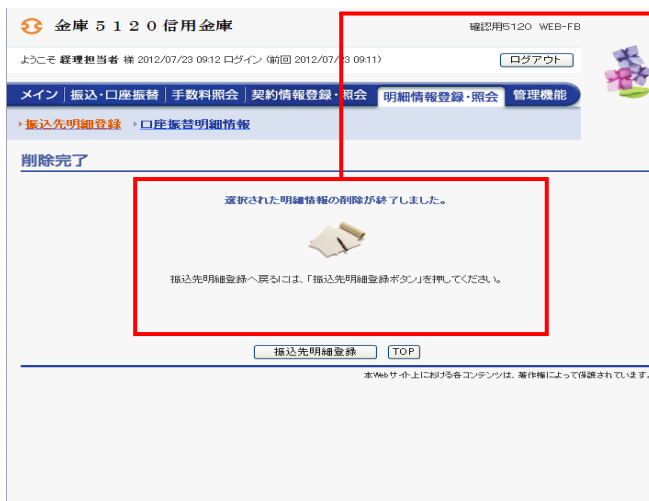 金庫５１２０信用金庫
確認用5120 WEB-FB
ようこそ 経理担当者 様 2012/07/23 09:12 ログイン (前回 2012/07/23 09:11)
ログアウト
メイン 振込・口座振替 手数料照会 契約情報登録・照会 明細情報登録・照会 管理機能
振込先明細登録 口座振替明細情報
削除完了
選択された明細情報の削除が終了しました。
振込先明細登録へ戻るには、「振込先明細登録ボタン」を押してください。
振込先明細登録 TOP
本Webサイト上における各コンテンツは、著作権によって保護されています。